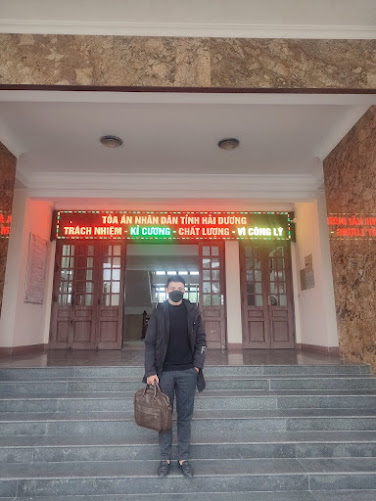 TÒA ÁN NHÂN DÂN TỈNH HẢI DƯƠNG
TRÁCH NHIỆM - KỈ CƯƠNG - CHẤT LƯỢNG - VÌ CÔNG LÝ